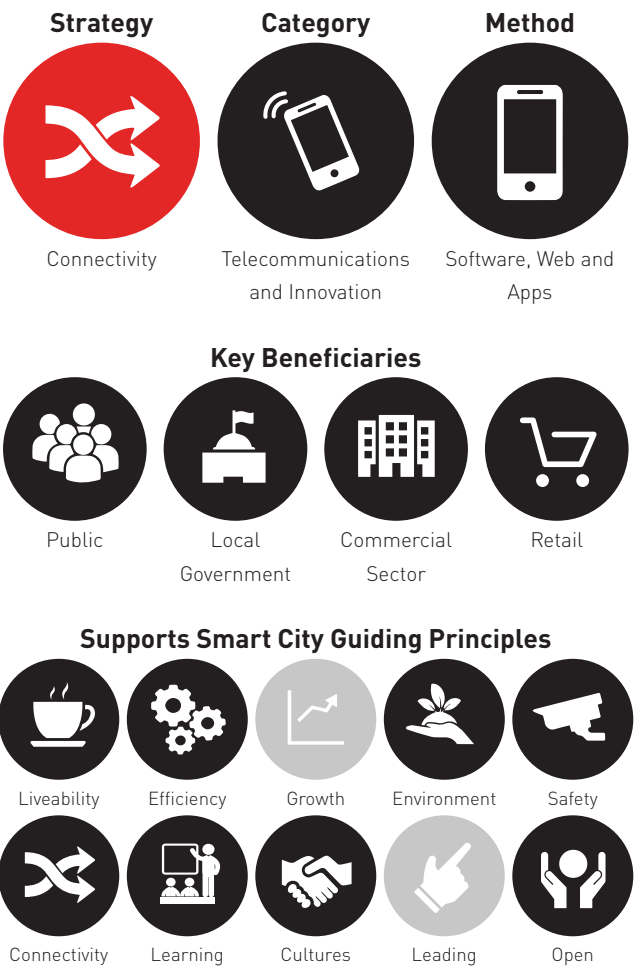 Strategy Category Method
Connectivity Telecommunications and Innovation Software, Web and Apps
Key Beneficiaries
Public Local Government Commercial Sector Retail
Supports Smart City Guiding Principles
Liveability Efficiency Growth Environment Safety
Connectivity Learning Cultures Leading Open